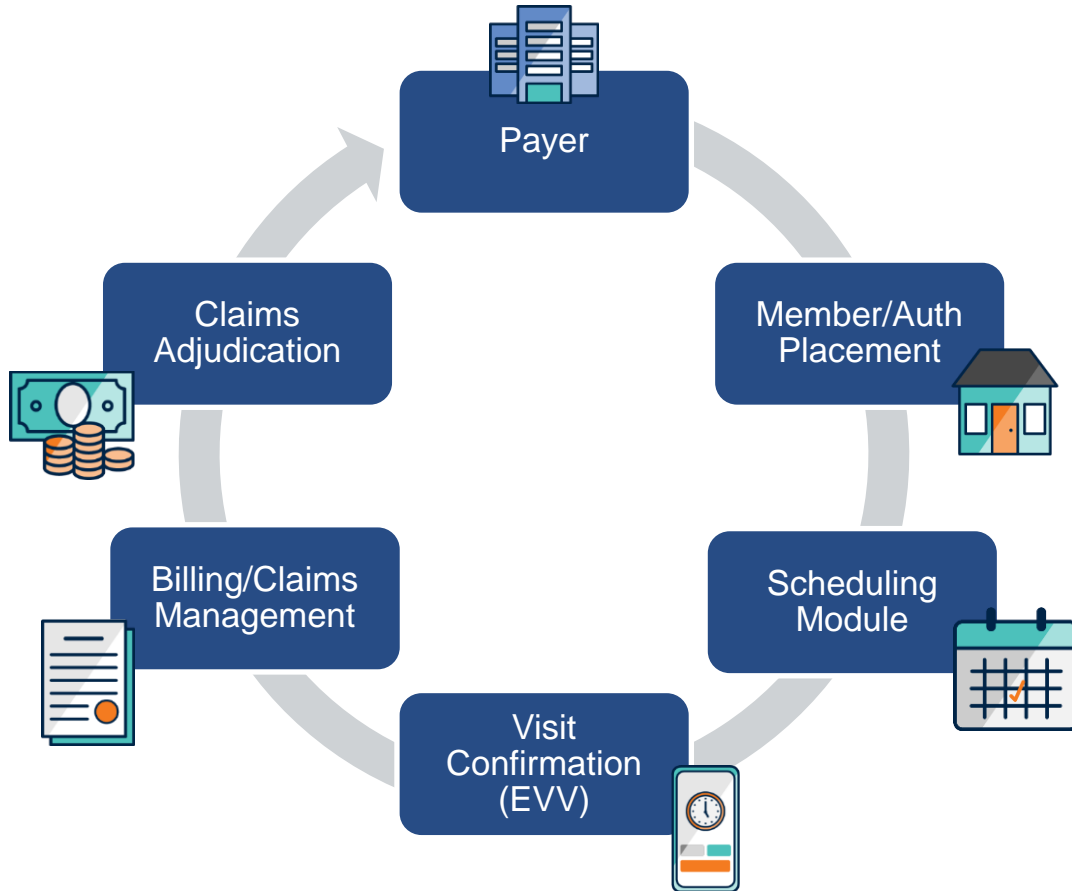 Payer
Member/Auth
Placement
Scheduling
Module
Visit
Confirmation
(EVV)
Billing/Claims
Management
Claims
Adjudication